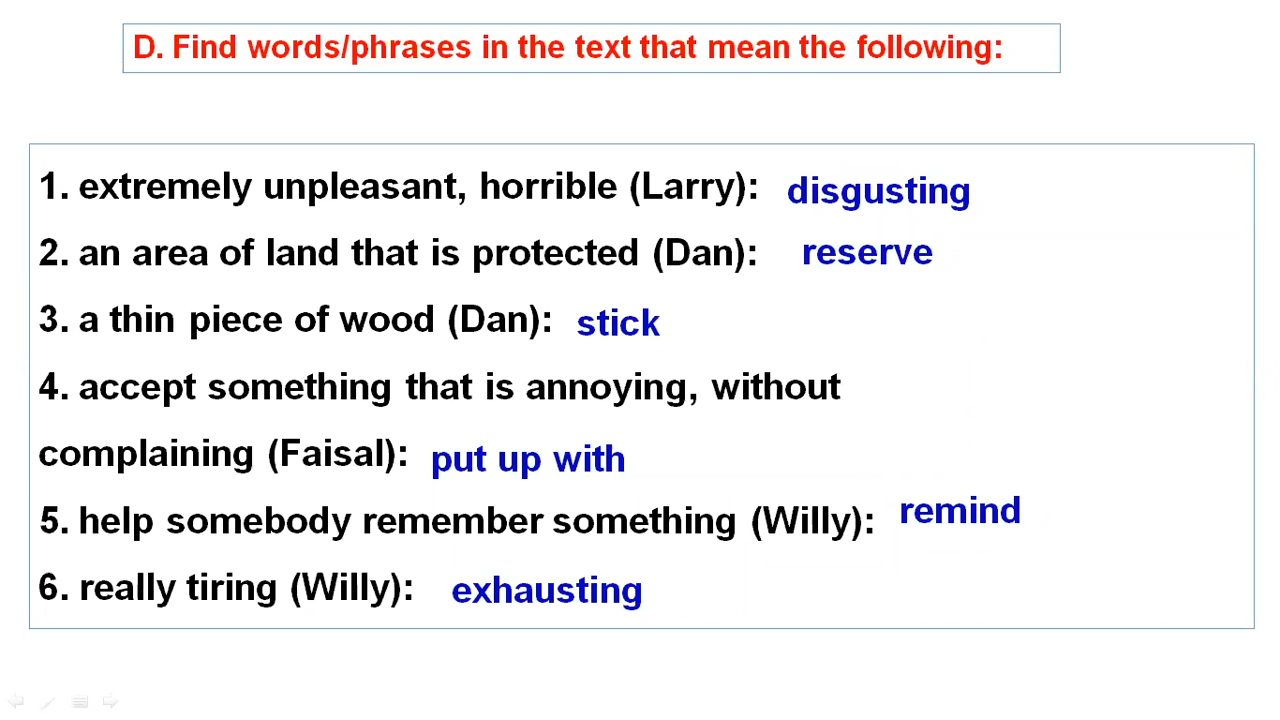 D. Find words/phrases in the text that mean the following:
1. extremely unpleasant, horrible (Larry): disgusting
2. an area of land that is protected (Dan): reserve
3. a thin piece of wood (Dan): stick
4. accept something that is annoying, without
complaining (Faisal): put up with
5. help somebody remember something (Willy): remind
6. really tiring (Willy): exhausting